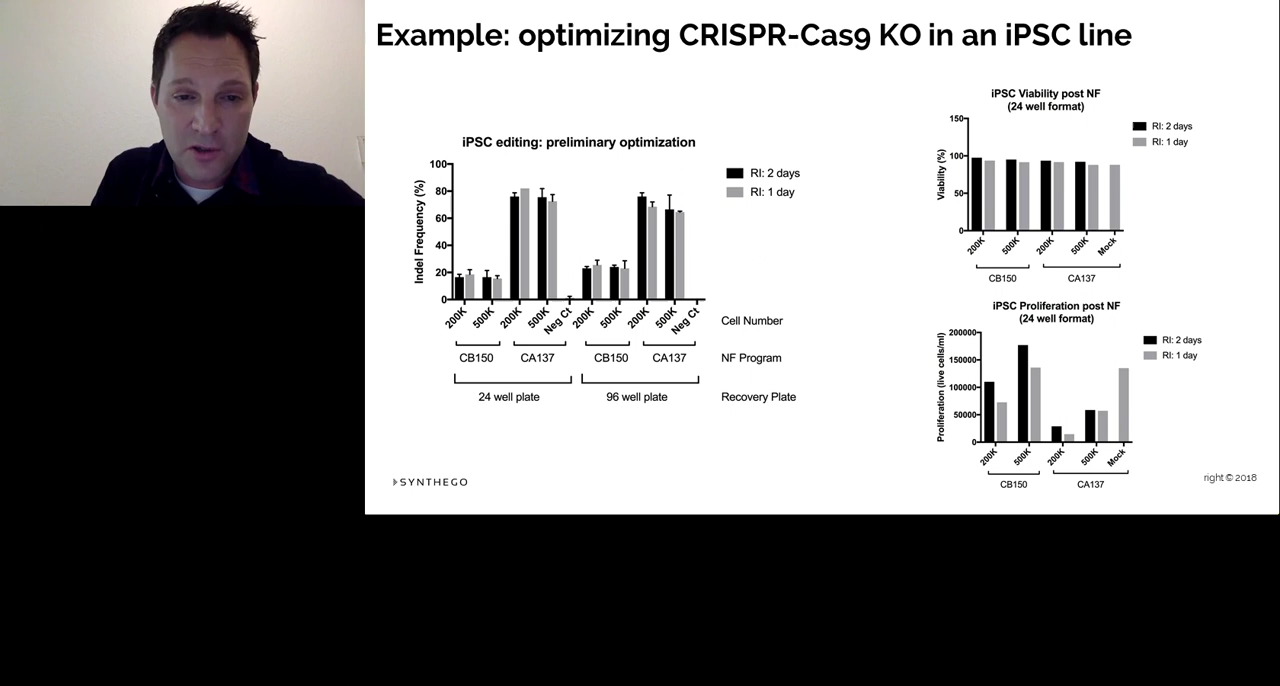 Example: optimizing CRISPR-Cas9 KO in an iPSC line
iPSC editing: preliminary optimization
Indel Frequency (%)
100
80
60
40
20
0
RI: 2 days
RI: 1 day
200K
500K
200K
500K
Neg Ct
200K
500K
200K
500K
Neg Ct
Cell Number
CB150
CA137
CB150
CA137
NF Program
24 well plate
96 well plate
Recovery Plate
iPSC Viability post NF
(24 well format)
Viability (%)
150
100
50
0
RI: 2 days
RI: 1 day
200K
500K
200K
500K
Mock
CB150
CA137
iPSC Proliferation post NF
(24 well format)
Proliferation (live cells/ml)
200000
150000
100000
50000
0
RI: 2 days
RI: 1 day
200K
500K
200K
500K
Mock
CB150
CA137
SYNTHEGO
right © 2018